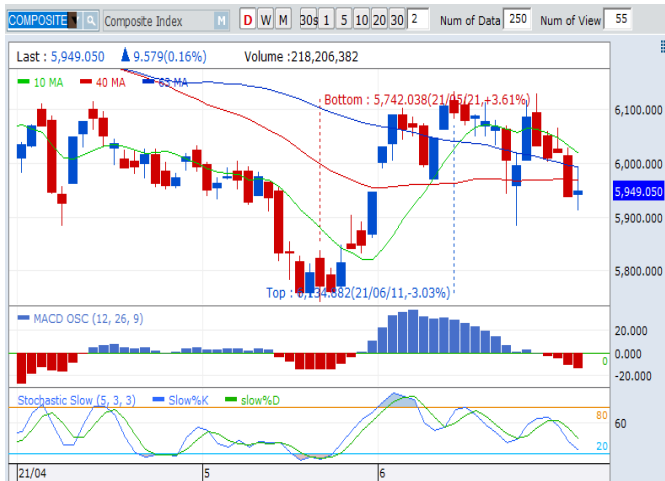 COMPOSITE Composite Index M D W M 30s 1 5 10 20 30 2 Num of Data 250 Num of View 55
Last : 5,949.050 9.579(0.16%) Volume :218,206,382
10 MA 40 MA 63 MA
Bottom : 5,742.038(21/05/21,+3.61%)
6,100.000
6,000.000
5,949.050
5,900.000
5,800.000
Top : 6,134.882(21/06/11,-3.03%)
MACD OSC (12, 26, 9)
20.000
0.000
0
-20.000
Stochastic Slow (5, 3, 3) Slow%K slow%D
80
60
20
21/04 5 6